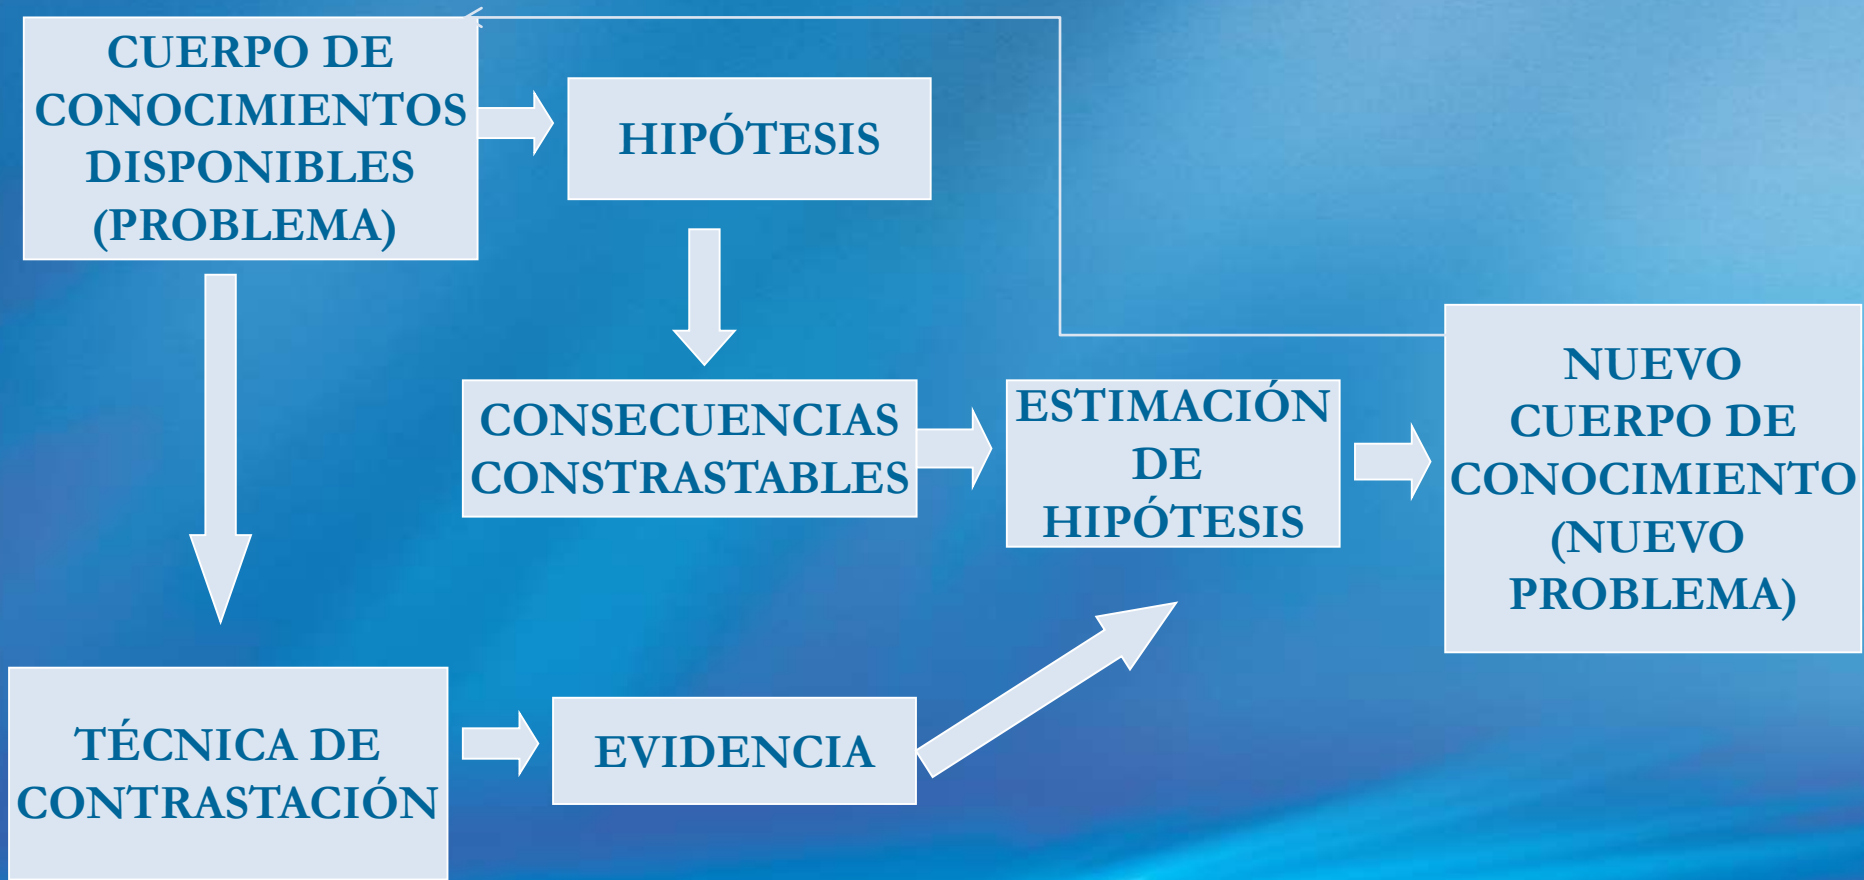 CUERPO DE
CONOCIMIENTOS
DISPONIBLES
(PROBLEMA)
HIPÓTESIS
CONSECUENCIAS
CONSTRASTABLES
ESTIMACIÓN
DE
HIPÓTESIS
NUEVO
CUERPO DE
CONOCIMIENTO
(NUEVO
PROBLEMA)
TÉCNICA DE
CONTRASTACIÓN
EVIDENCIA